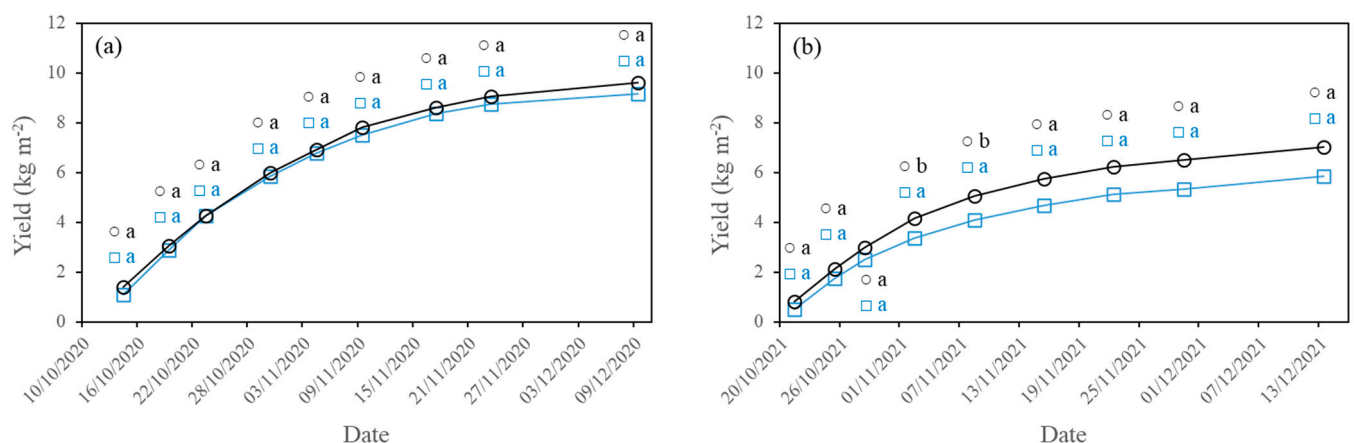 (a)
Yield (kg m-2)
12
10
8
6
4
2
0
○ a
□ a
○ a
□ a
○ a
□ a
○ a
□ a
○ a
□ a
○ a
□ a
○ a
□ a
○ a
□ a
○ a
□ a
10/10/2020
16/10/2020
22/10/2020
28/10/2020
03/11/2020
09/11/2020
15/11/2020
21/11/2020
27/11/2020
03/12/2020
09/12/2020
Date
(b)
Yield (kg m-2)
12
10
8
6
4
2
0
○ a
□ a
○ a
□ a
○ a
□ a
○ b
□ a
○ b
□ a
○ a
□ a
○ a
□ a
○ a
□ a
○ a
□ a
20/10/2021
26/10/2021
01/11/2021
07/11/2021
13/11/2021
19/11/2021
25/11/2021
01/12/2021
07/12/2021
13/12/2021
Date